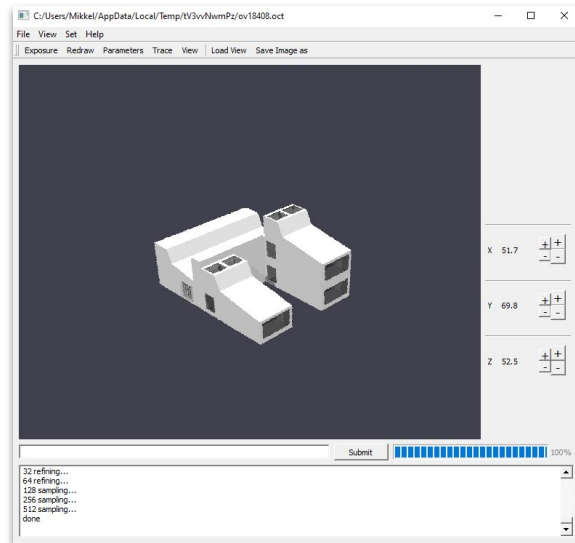 C:/Users/Mikkel/AppData/Local/Temp/tV3vvNwmPz/ov18408.oct
File View Set Help
Exposure Redraw Parameters Trace View Load View Save Image as
X 51.7 + + - -
Y 69.8 + + - -
Z 52.5 + + - -
Submit 100%
32 refining...
64 refining...
128 sampling...
256 sampling...
512 sampling...
done